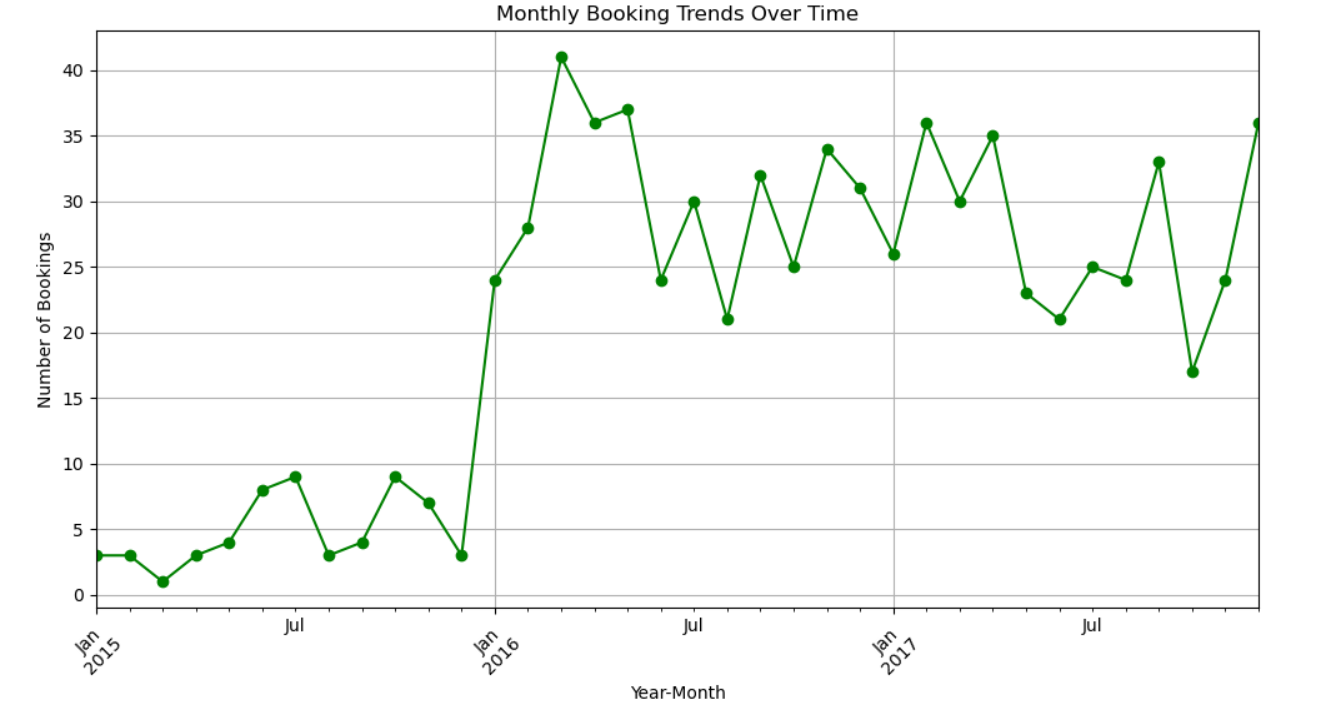 Monthly Booking Trends Over Time
Number of Bookings
40
35
30
25
20
15
10
5
0
Jan
2015
Jul
Jan
2016
Jul
Jan
2017
Jul
Year-Month